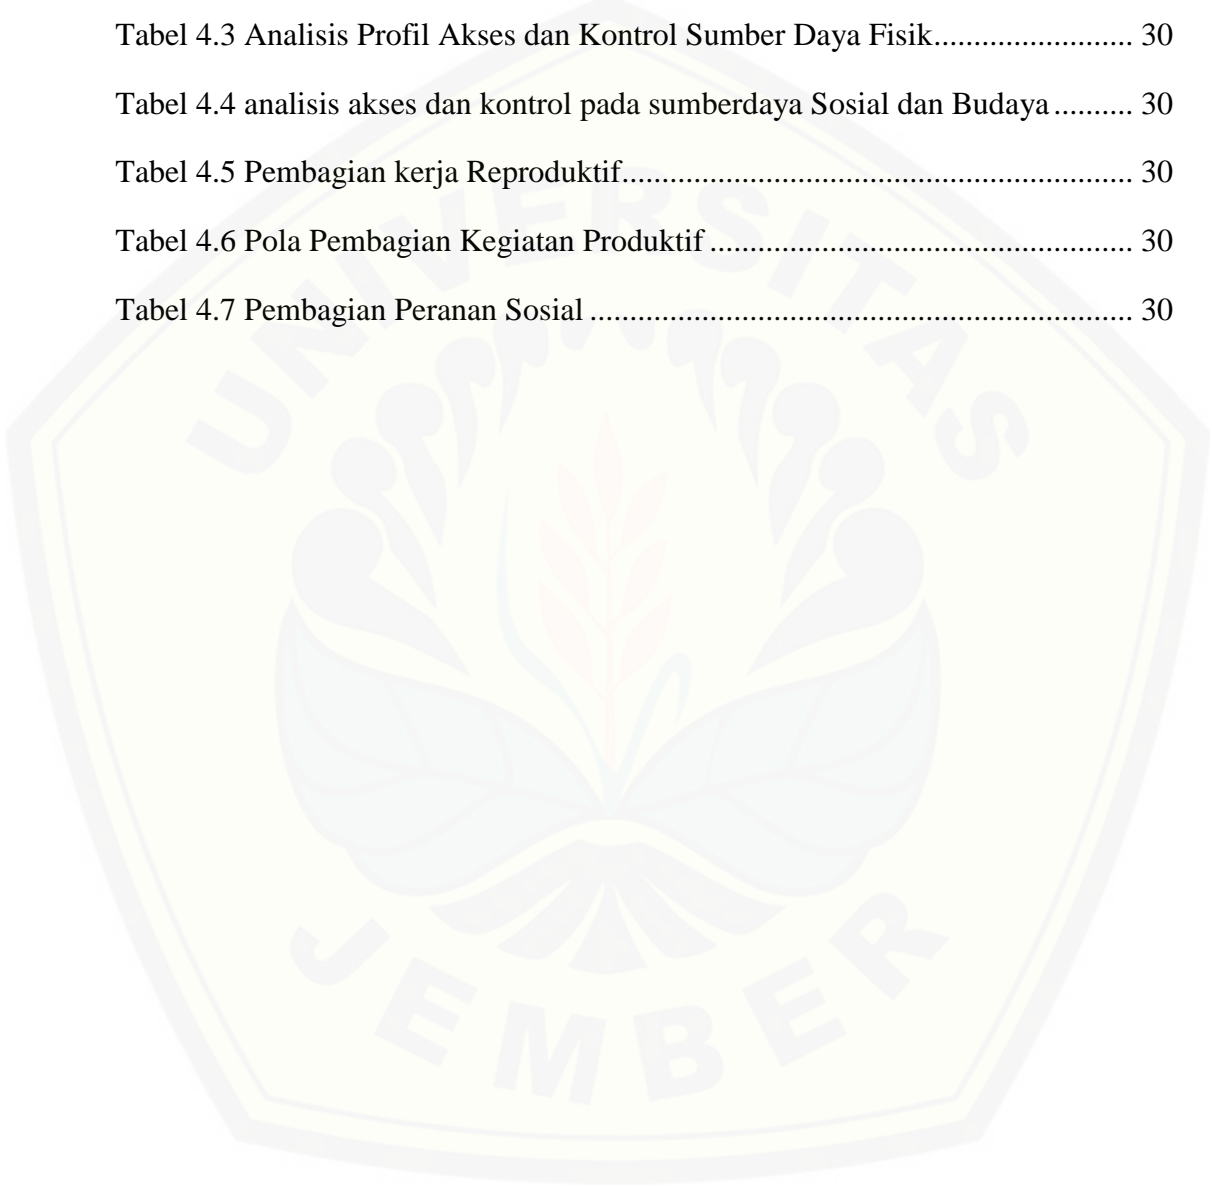 Tabel 4.3 Analisis Profil Akses dan Kontrol Sumber Daya Fisik......................... 30
Tabel 4.4 analisis akses dan kontrol pada sumberdaya Sosial dan Budaya.......... 30
Tabel 4.5 Pembagian kerja Reproduktif................................................................ 30
Tabel 4.6 Pola Pembagian Kegiatan Produktif..................................................... 30
Tabel 4.7 Pembagian Peranan Sosial.................................................................... 30
UNIVERSITAS
JEMBER